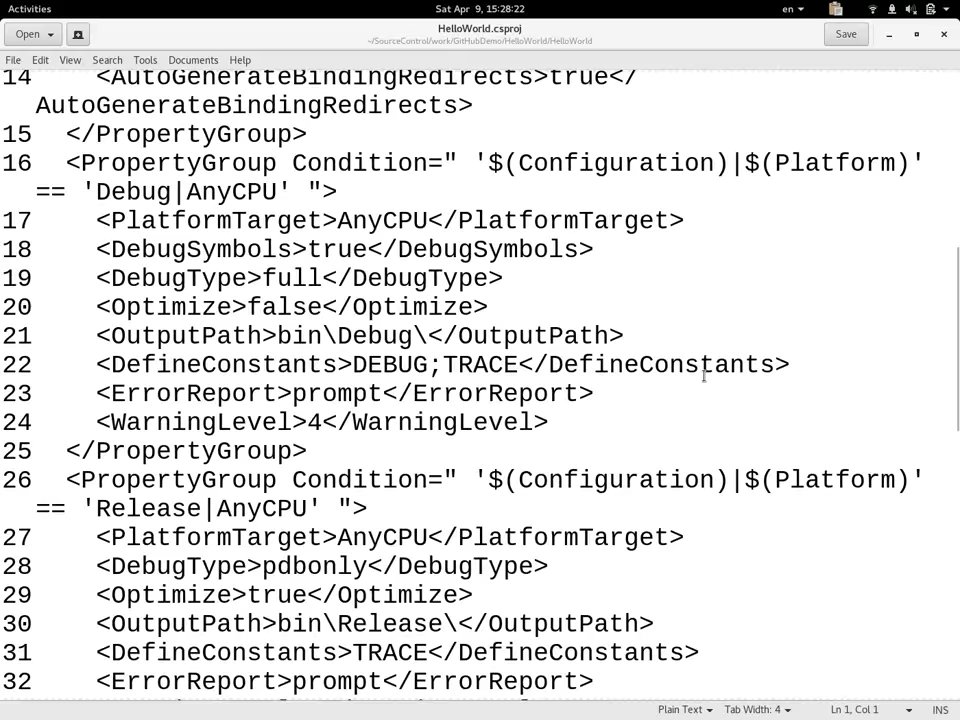 Activities
Sat Apr 9, 15:28:22
en
Open
HelloWorld.csproj
~/SourceControl/work/GitHubDemo/HelloWorld/HelloWorld
Save
File Edit View Search Tools Documents Help
14 <AutoGenerateBindingRedirects>true</
AutoGenerateBindingRedirects>
15 </PropertyGroup>
16 <PropertyGroup Condition=" '$(Configuration)|$(Platform)'
== 'Debug|AnyCPU' ">
17 <PlatformTarget>AnyCPU</PlatformTarget>
18 <DebugSymbols>true</DebugSymbols>
19 <DebugType>full</DebugType>
20 <Optimize>false</Optimize>
21 <OutputPath>bin\Debug\</OutputPath>
22 <DefineConstants>DEBUG;TRACE</DefineConstants>
23 <ErrorReport>prompt</ErrorReport>
24 <WarningLevel>4</WarningLevel>
25 </PropertyGroup>
26 <PropertyGroup Condition=" '$(Configuration)|$(Platform)'
== 'Release|AnyCPU' ">
27 <PlatformTarget>AnyCPU</PlatformTarget>
28 <DebugType>pdbonly</DebugType>
29 <Optimize>true</Optimize>
30 <OutputPath>bin\Release\</OutputPath>
31 <DefineConstants>TRACE</DefineConstants>
32 <ErrorReport>prompt</ErrorReport>
Plain Text Tab Width: 4 Ln 1, Col 1 INS